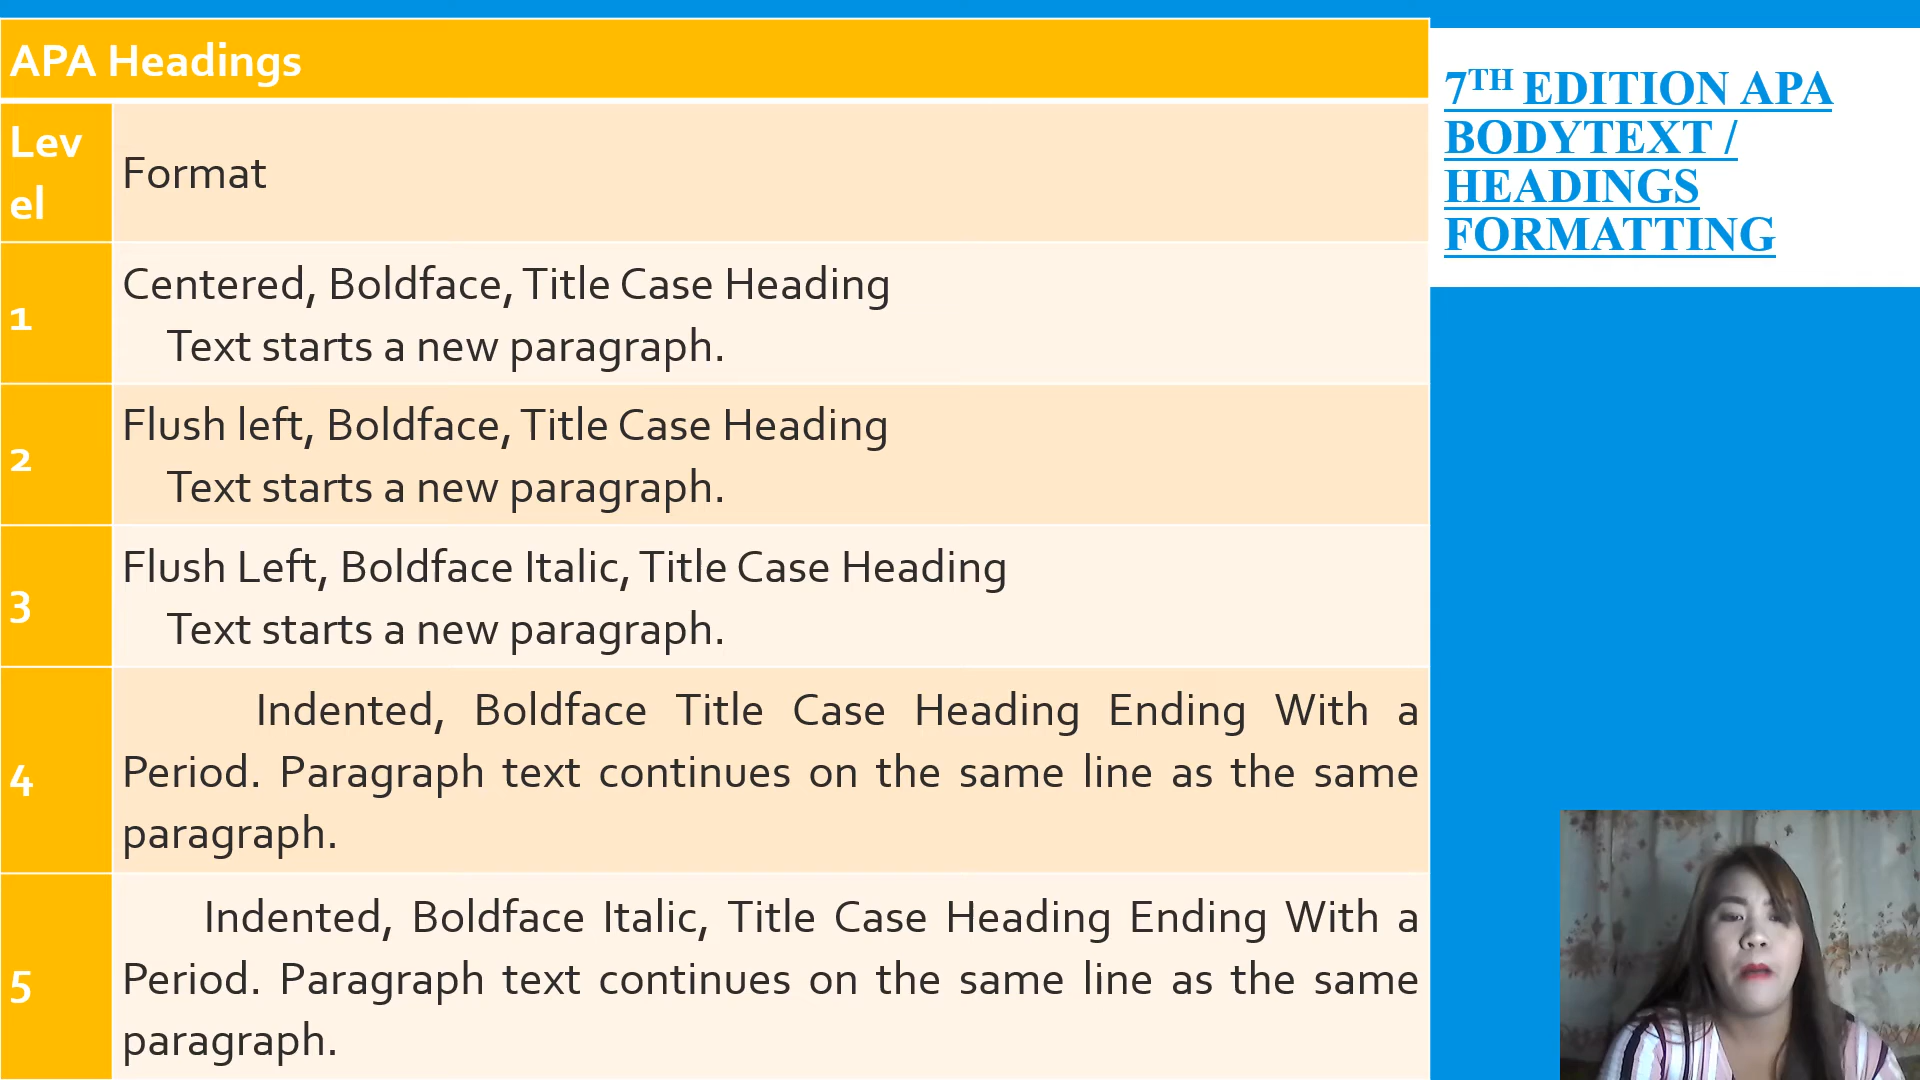 APA Headings
Lev
el
Format
1
Centered, Boldface, Title Case Heading
Text starts a new paragraph.
2
Flush left, Boldface, Title Case Heading
Text starts a new paragraph.
3
Flush Left, Boldface Italic, Title Case Heading
Text starts a new paragraph.
4
Indented, Boldface Title Case Heading Ending With a
Period. Paragraph text continues on the same line as the same
paragraph.
5
Indented, Boldface Italic, Title Case Heading Ending With a
Period. Paragraph text continues on the same line as the same
paragraph.
7TH EDITION APA
BODYTEXT /
HEADINGS
FORMATTING